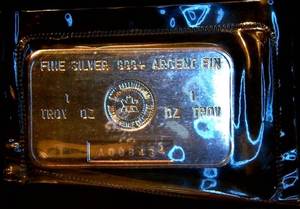 FINE SILVER 999+ ARGENT FIN
1 1
TROY OZ OZ TROY